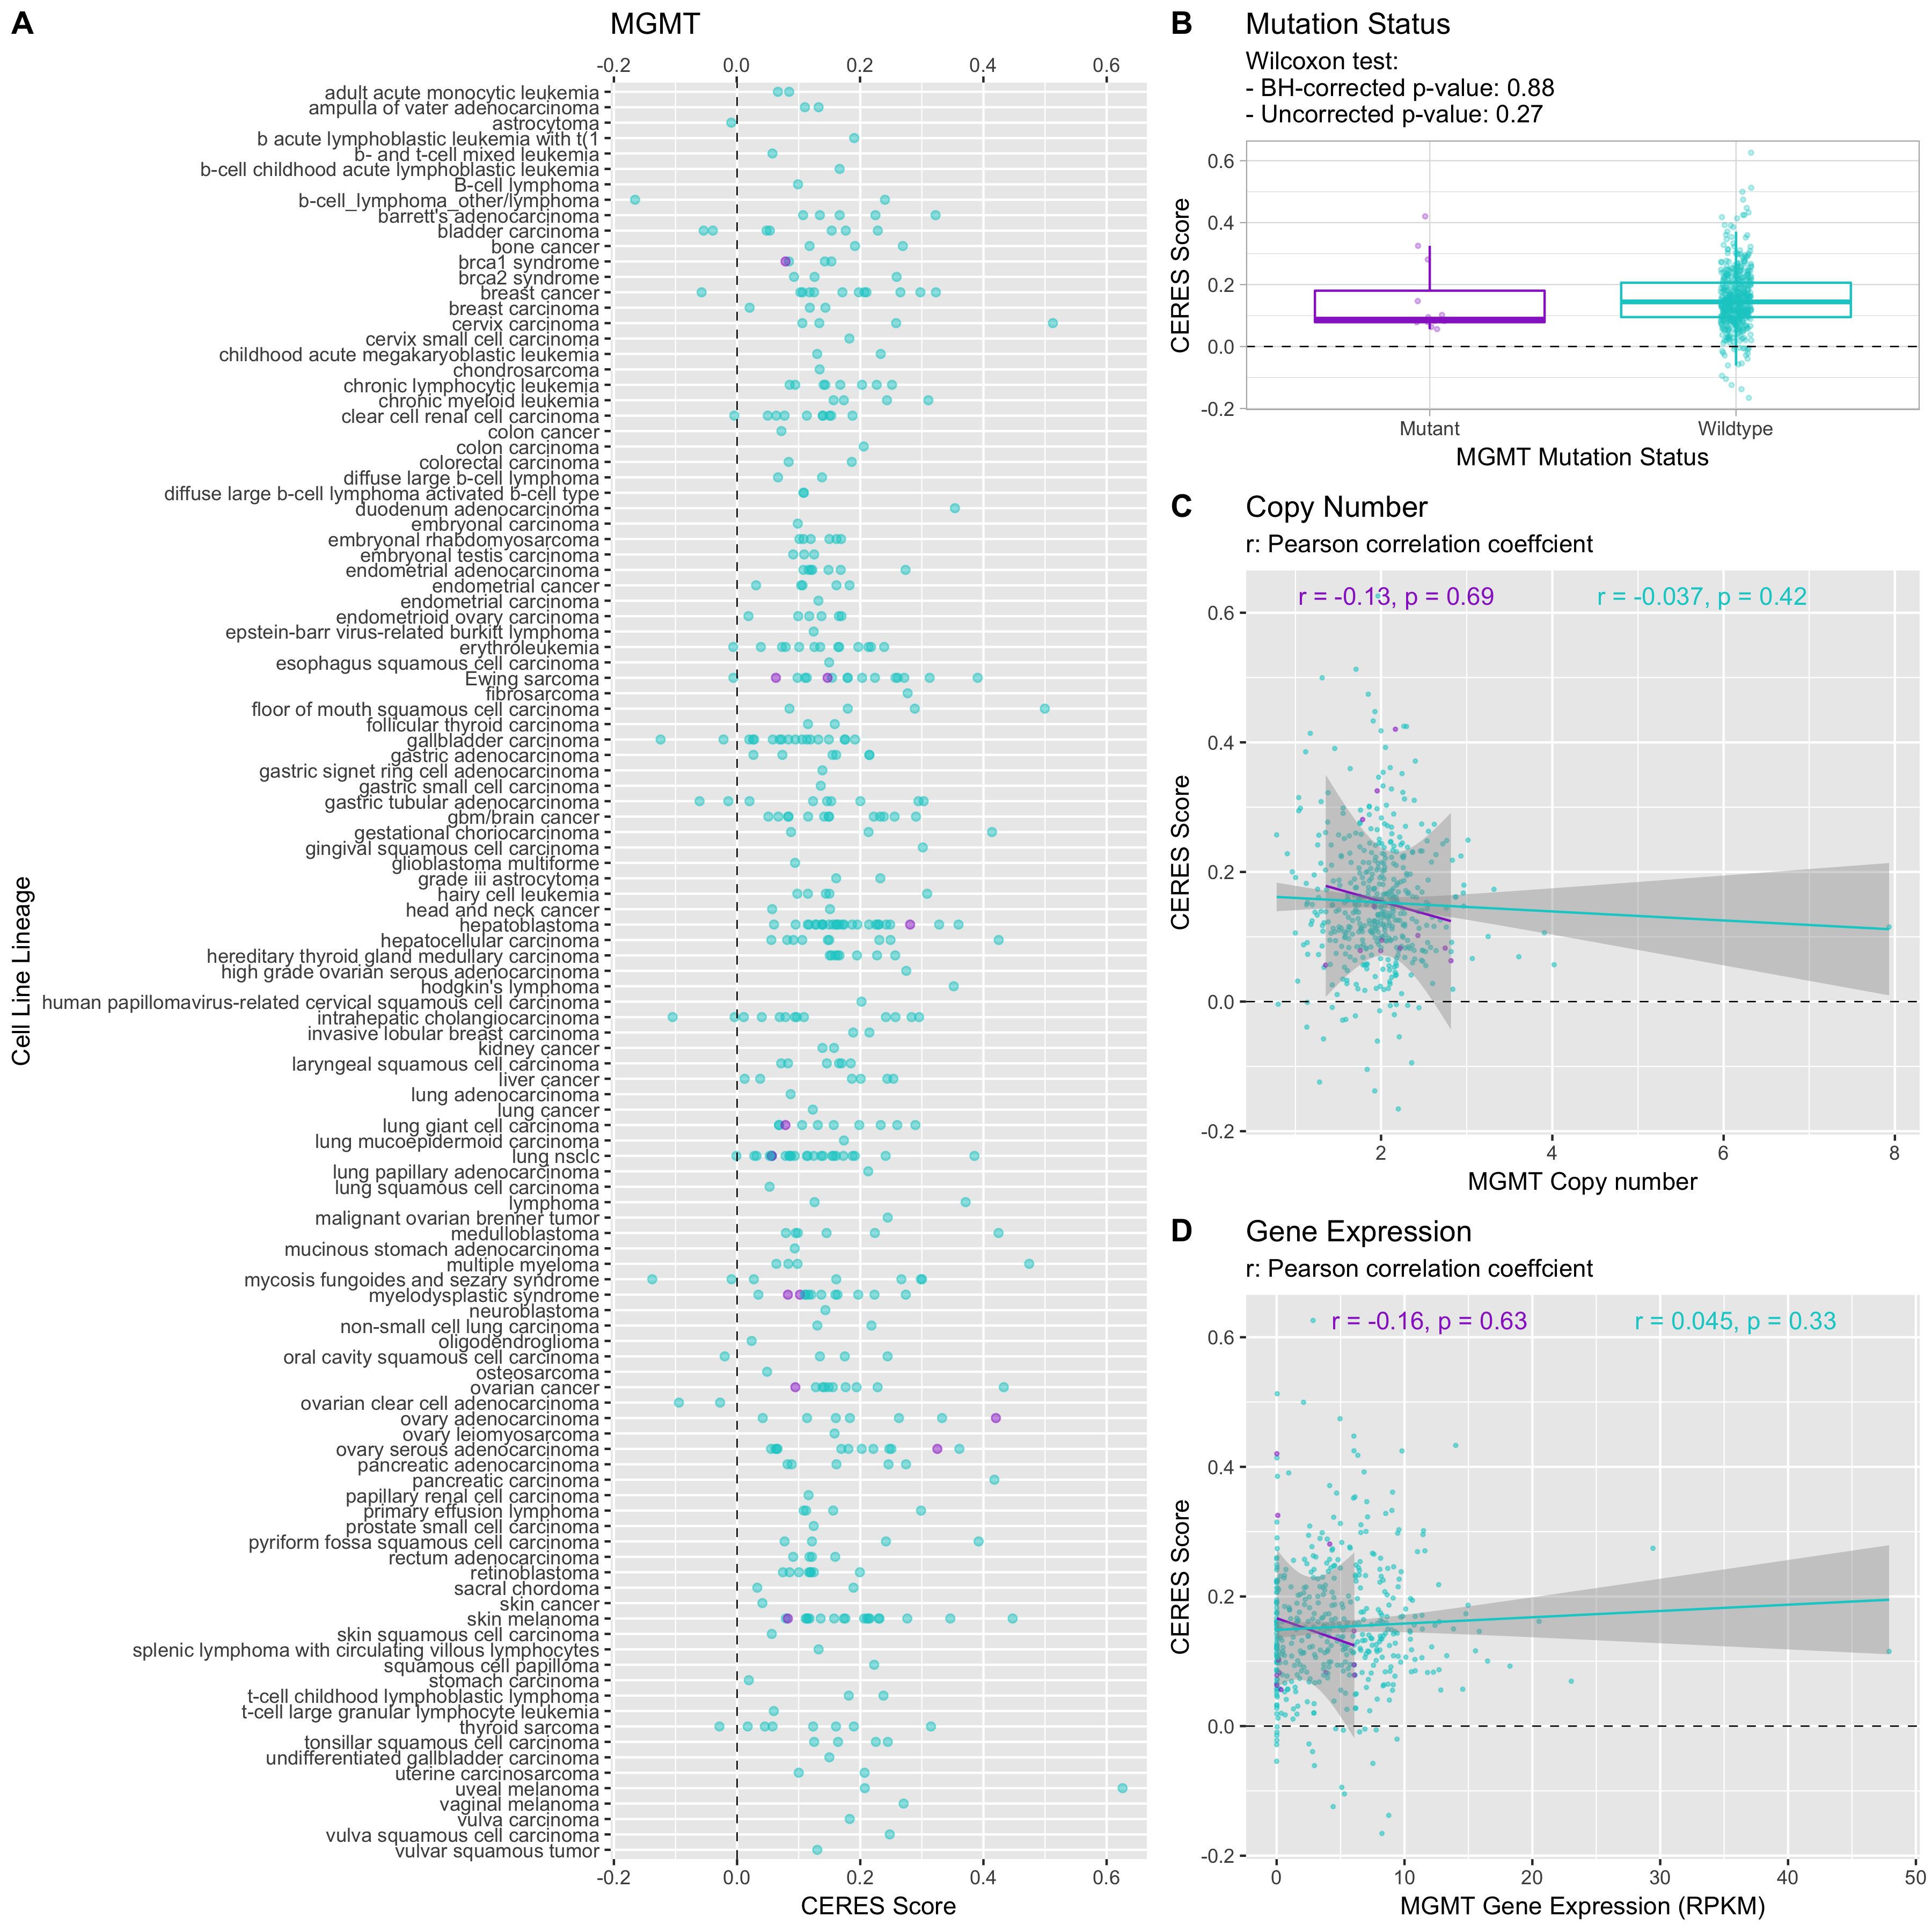 A
MGMT
-0.2 0.0 0.2 0.4 0.6
adult acute monocytic leukemia
ampulla of vater adenocarcinoma
astrocytoma
b acute lymphoblastic leukemia with t(1
b- and t-cell mixed leukemia
b-cell childhood acute lymphoblastic leukemia
B-cell lymphoma
b-cell_lymphoma_other/lymphoma
barrett's adenocarcinoma
bladder carcinoma
bone cancer
brca1 syndrome
brca2 syndrome
breast cancer
breast carcinoma
cervix carcinoma
cervix small cell carcinoma
childhood acute megakaryoblastic leukemia
chondrosarcoma
chronic lymphocytic leukemia
chronic myeloid leukemia
clear cell renal cell carcinoma
colon cancer
colon carcinoma
colorectal carcinoma
diffuse large b-cell lymphoma
diffuse large b-cell lymphoma activated b-cell type
duodenum adenocarcinoma
embryonal carcinoma
embryonal rhabdomyosarcoma
embryonal testis carcinoma
endometrial adenocarcinoma
endometrial cancer
endometrial carcinoma
endometrioid ovary carcinoma
epstein-barr virus-related burkitt lymphoma
erythroleukemia
esophagus squamous cell carcinoma
Ewing sarcoma
fibrosarcoma
floor of mouth squamous cell carcinoma
follicular thyroid carcinoma
gallbladder carcinoma
gastric adenocarcinoma
gastric signet ring cell adenocarcinoma
gastric small cell carcinoma
gastric tubular adenocarcinoma
gbm/brain cancer
gestational choriocarcinoma
gingival squamous cell carcinoma
glioblastoma multiforme
grade iii astrocytoma
hairy cell leukemia
head and neck cancer
hepatoblastoma
hepatocellular carcinoma
hereditary thyroid gland medullary carcinoma
high grade ovarian serous adenocarcinoma
hodgkin's lymphoma
human papillomavirus-related cervical squamous cell carcinoma
intrahepatic cholangiocarcinoma
invasive lobular breast carcinoma
kidney cancer
laryngeal squamous cell carcinoma
liver cancer
lung adenocarcinoma
lung cancer
lung giant cell carcinoma
lung mucoepidermoid carcinoma
lung nsclc
lung papillary adenocarcinoma
lung squamous cell carcinoma
lymphoma
malignant ovarian brenner tumor
medulloblastoma
mucinous stomach adenocarcinoma
multiple myeloma
mycosis fungoides and sezary syndrome
myelodysplastic syndrome
neuroblastoma
non-small cell lung carcinoma
oligodendroglioma
oral cavity squamous cell carcinoma
osteosarcoma
ovarian cancer
ovarian clear cell adenocarcinoma
ovary adenocarcinoma
ovary leiomyosarcoma
ovary serous adenocarcinoma
pancreatic adenocarcinoma
pancreatic carcinoma
papillary renal cell carcinoma
primary effusion lymphoma
prostate small cell carcinoma
pyriform fossa squamous cell carcinoma
rectum adenocarcinoma
retinoblastoma
sacral chordoma
skin cancer
skin melanoma
skin squamous cell carcinoma
splenic lymphoma with circulating villous lymphocytes
squamous cell papilloma
stomach carcinoma
t-cell childhood lymphoblastic lymphoma
t-cell large granular lymphocyte leukemia
thyroid sarcoma
tonsillar squamous cell carcinoma
undifferentiated gallbladder carcinoma
uterine carcinosarcoma
uveal melanoma
vaginal melanoma
vulva carcinoma
vulva squamous cell carcinoma
vulvar squamous tumor
-0.2 0.0 0.2 0.4 0.6
CERES Score
Cell Line Lineage
B
Mutation Status
Wilcoxon test:
- BH-corrected p-value: 0.88
- Uncorrected p-value: 0.27
0.6
0.4
0.2
0.0
-0.2
CERES Score
Mutant Wildtype
MGMT Mutation Status
C
Copy Number
r: Pearson correlation coeffcient
r = -0.13, p = 0.69 r = -0.037, p = 0.42
0.6
0.4
0.2
0.0
-0.2
CERES Score
2 4 6 8
MGMT Copy number
D
Gene Expression
r: Pearson correlation coeffcient
r = -0.16, p = 0.63 r = 0.045, p = 0.33
0.6
0.4
0.2
0.0
-0.2
CERES Score
0 10 20 30 40 50
MGMT Gene Expression (RPKM)